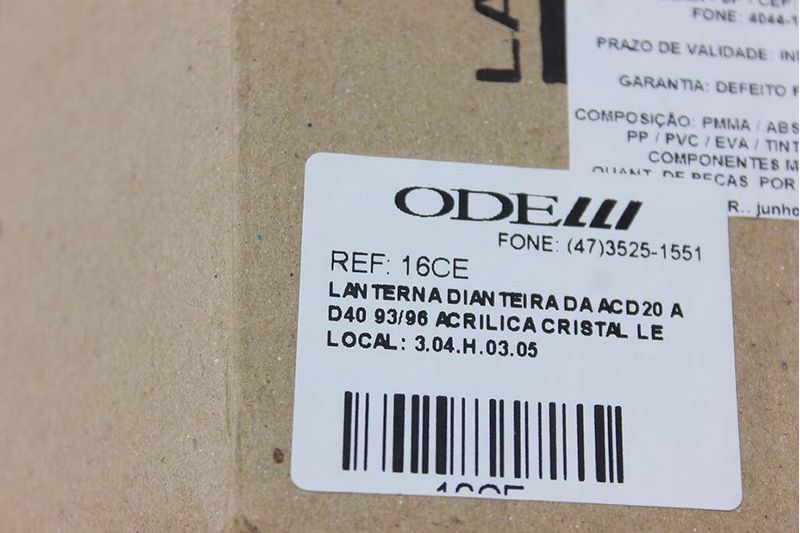 LA
FONE: 4044-1
PRAZO DE VALIDADE: IN
GARANTIA: DEFEITO
COMPOSIÇÃO: PMMA / ABS
PP / PVC / EVA / TINT
COMPONENTES M
QUANT. DE PEÇAS POR
R.. junho
ODE
FONE: (47)3525-1551
REF: 16CE
LANTERNA DIANTEIRA DA ACD20 A
D40 93/96 ACRILICA CRISTAL LE
LOCAL: 3.04.H.03.05
16CE